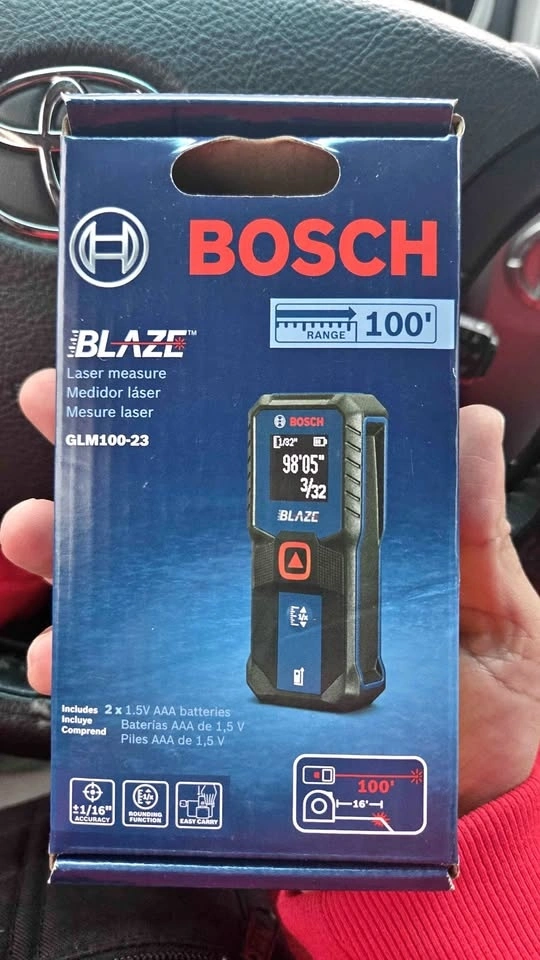 BOSCH
RANGE 100'
BLAZE™
Laser measure
Medidor láser
Mesure laser
GLM100-23
BOSCH
1/32"
98'05"
3/32
BLAZE
1/x
Includes 2 x 1.5V AAA batteries
Incluye Baterías AAA de 1,5 V
Comprend Piles AAA de 1,5 V
±1/16"
ACCURACY
1/x
ROUNDING
FUNCTION
EASY CARRY
100'
16'